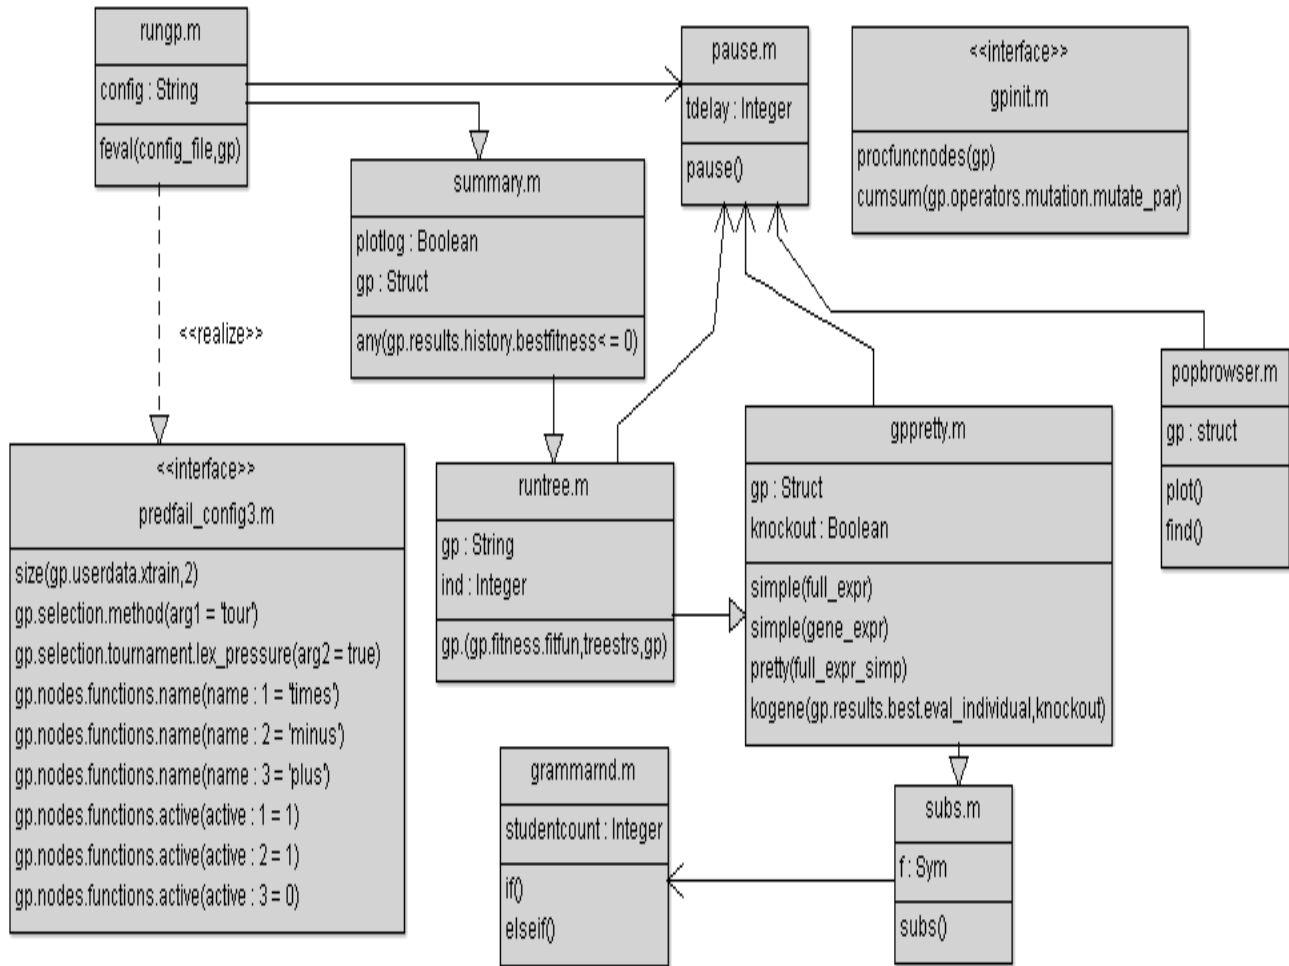 rungp.m
config : String
feval(config_file,gp)
pause.m
tdelay : Integer
pause()
<<interface>>
gpinit.m
procfuncnodes(gp)
cumsum(gp.operators.mutation.mutate_par)
summary.m
plotlog : Boolean
gp : Struct
any(gp.results.history.bestfitness< = 0)
<<realize>>
popbrowser.m
gp : struct
plot()
find()
<<interface>>
predfail_config3.m
size(gp.userdata.xtrain,2)
gp.selection.method(arg1 = 'tour')
gp.selection.tournament.lex_pressure(arg2 = true)
gp.nodes.functions.name(name : 1 = 'times')
gp.nodes.functions.name(name : 2 = 'minus')
gp.nodes.functions.name(name : 3 = 'plus')
gp.nodes.functions.active(active : 1 = 1)
gp.nodes.functions.active(active : 2 = 1)
gp.nodes.functions.active(active : 3 = 0)
runtree.m
gp : String
ind : Integer
gp.(gp.fitness.fitfun,treestrs,gp)
gppretty.m
gp : Struct
knockout : Boolean
simple(full_expr)
simple(gene_expr)
pretty(full_expr_simp)
kogene(gp.results.best.eval_individual,knockout)
grammarnd.m
studentcount : Integer
if()
elseif()
subs.m
f : Sym
subs()